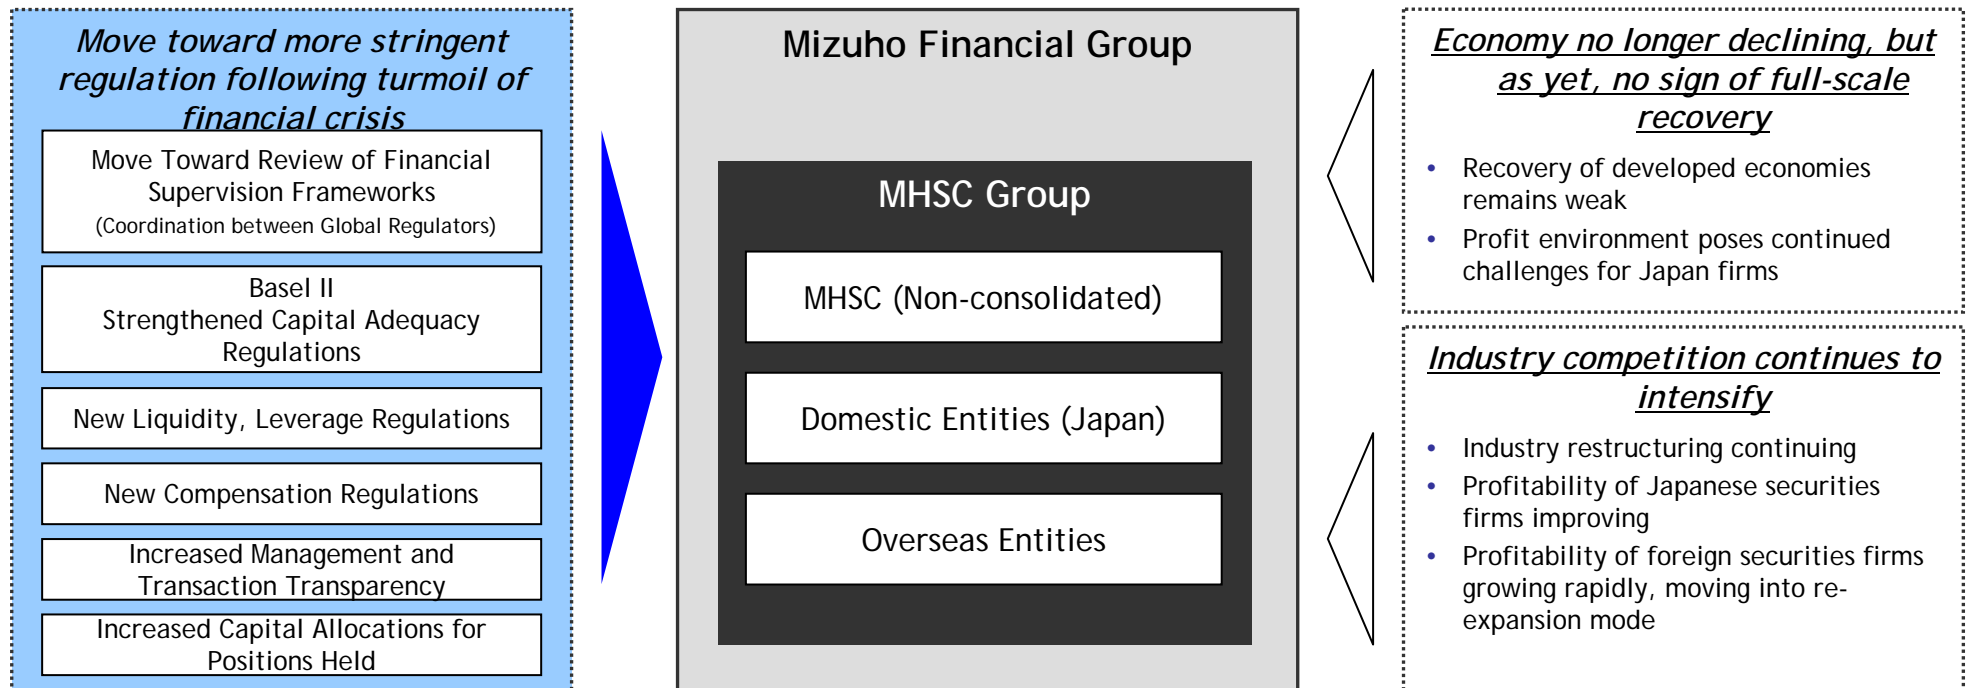 Move toward more stringent
regulation following turmoil of
financial crisis
Move Toward Review of Financial
Supervision Frameworks
(Coordination between Global Regulators)
Basel II
Strengthened Capital Adequacy
Regulations
New Liquidity, Leverage Regulations
New Compensation Regulations
Increased Management and
Transaction Transparency
Increased Capital Allocations for
Positions Held
Mizuho Financial Group
MHSC Group
MHSC (Non-consolidated)
Domestic Entities (Japan)
Overseas Entities
Economy no longer declining, but
as yet, no sign of full-scale
recovery
• Recovery of developed economies
remains weak
• Profit environment poses continued
challenges for Japan firms
Industry competition continues to
intensify
• Industry restructuring continuing
• Profitability of Japanese securities
firms improving
• Profitability of foreign securities firms
growing rapidly, moving into re-
expansion mode